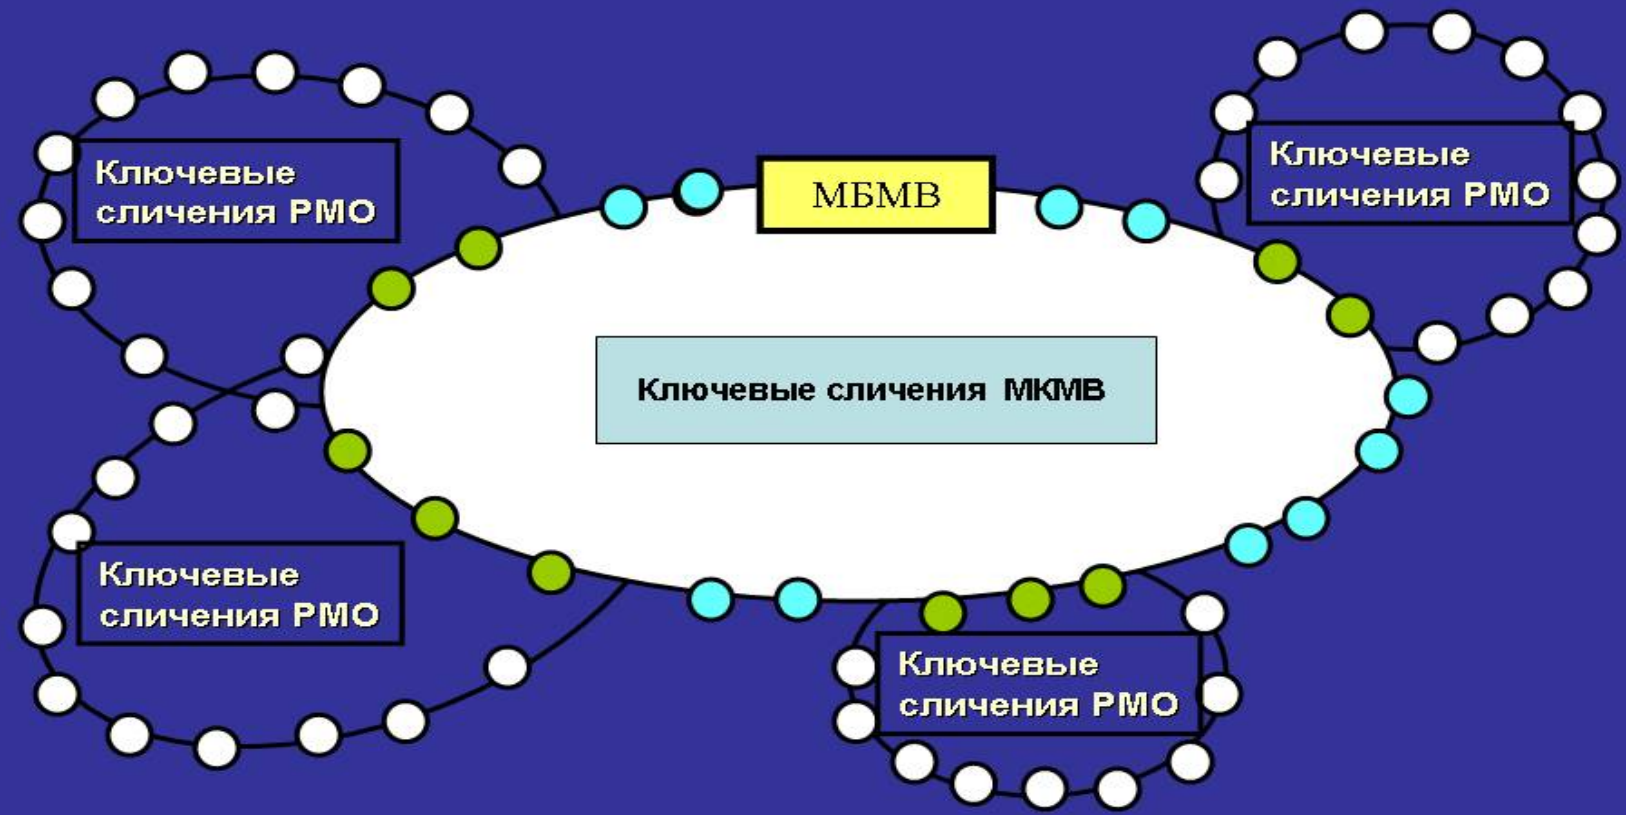 Ключевые
сличения РМО
МБМВ
Ключевые
сличения РМО
Ключевые сличения МКМВ
Ключевые
сличения РМО
Ключевые
сличения РМО